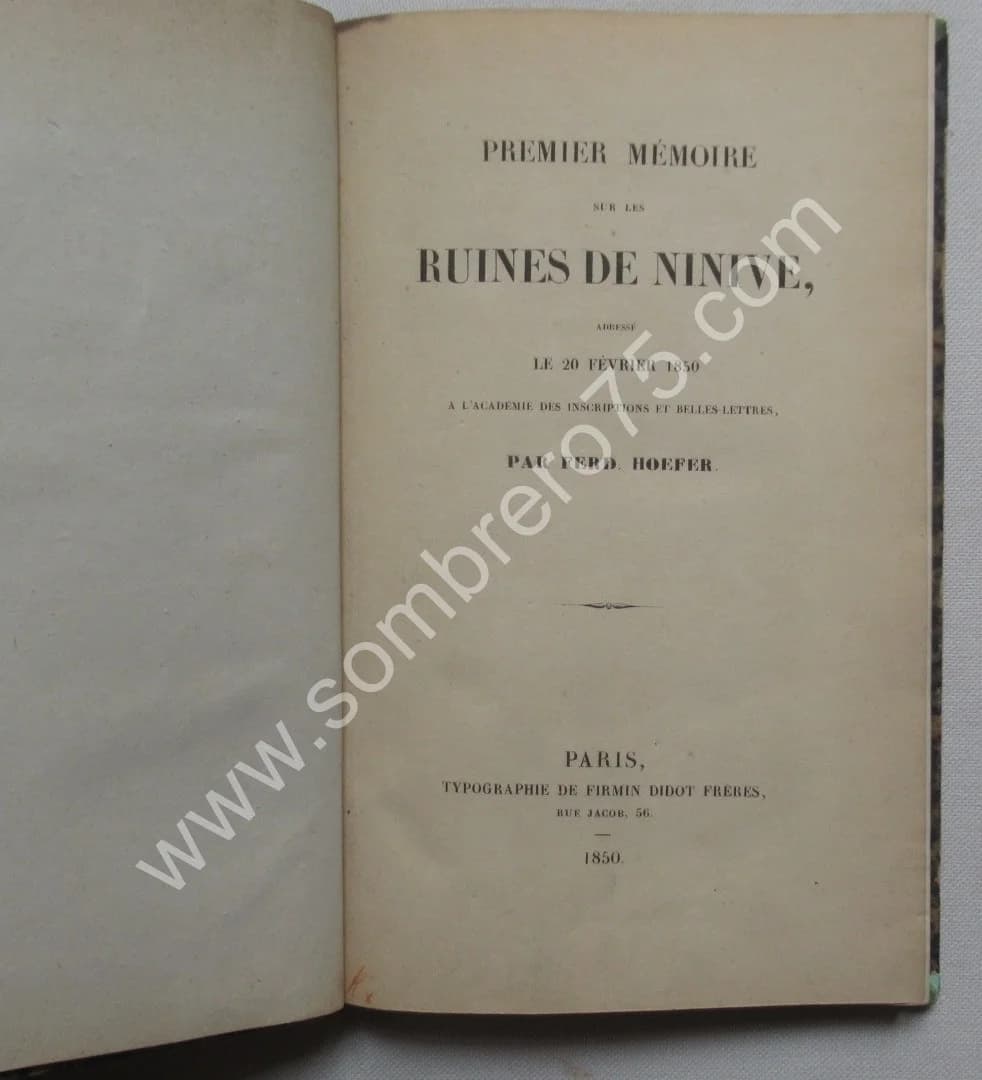 PREMIER MÉMOIRE
SUR LES
RUINES DE NINIVE,
ADRESSÉ
LE 20 FÉVRIER 1850
A L'ACADÉMIE DES INSCRIPTIONS ET BELLES-LETTRES,
PAR FERD. HOEFER.
PARIS,
TYPOGRAPHIE DE FIRMIN DIDOT FRÈRES,
RUE JACOB, 56.
1850.
www.sombrero75.com